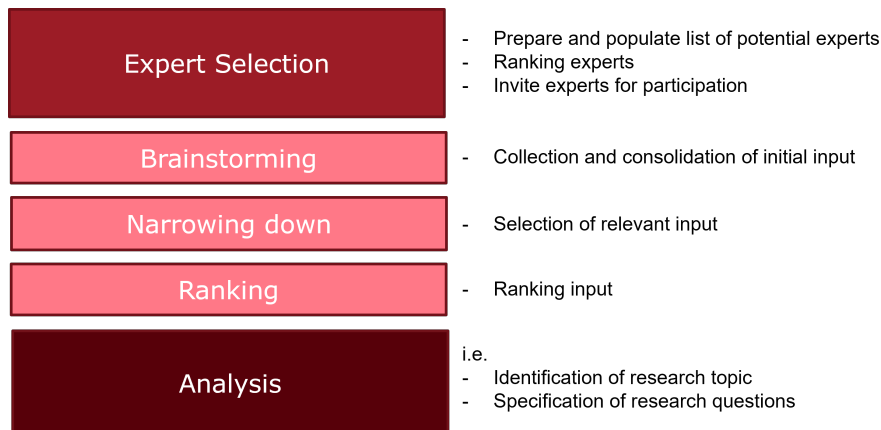 Expert Selection
- Prepare and populate list of potential experts
- Ranking experts
- Invite experts for participation
Brainstorming
- Collection and consolidation of initial input
Narrowing down
- Selection of relevant input
Ranking
- Ranking input
Analysis
i.e.
- Identification of research topic
- Specification of research questions